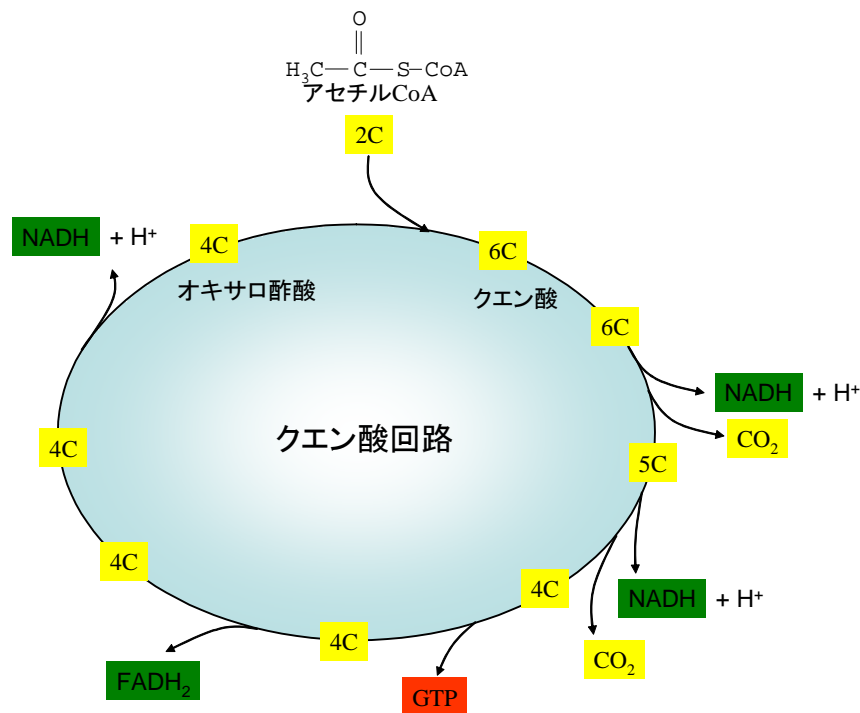 O
H₃C—C—S—CoA
アセチルCoA
2C
NADH + H⁺
4C
6C
オキサロ酢酸
クエン酸
6C
NADH + H⁺
CO₂
クエン酸回路
4C
5C
4C
4C
NADH + H⁺
4C
CO₂
FADH₂
GTP